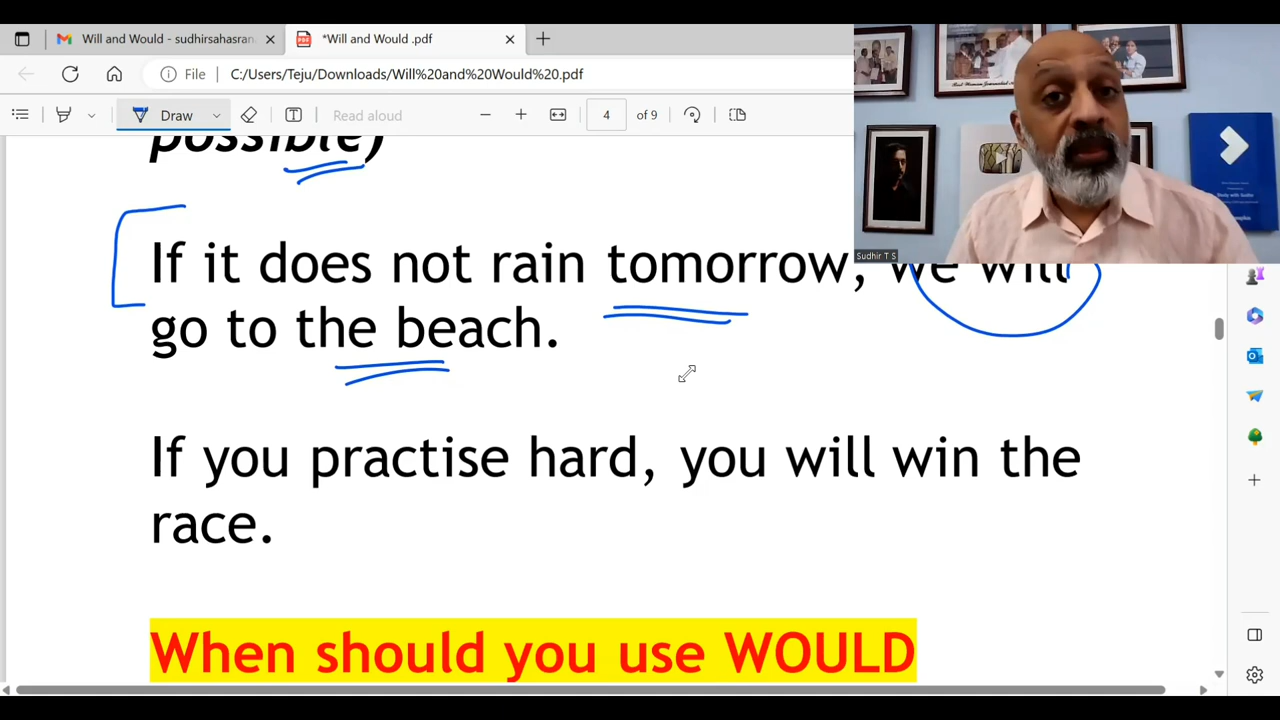 Will and Would - sudhirsahasran
*Will and Would .pdf
File
C:/Users/Teju/Downloads/Will%20and%20Would%20.pdf
Draw
Read aloud
4 of 9
possible)
If it does not rain tomorrow, we will
go to the beach.
If you practise hard, you will win the
race.
When should you use WOULD
Sudhir T S